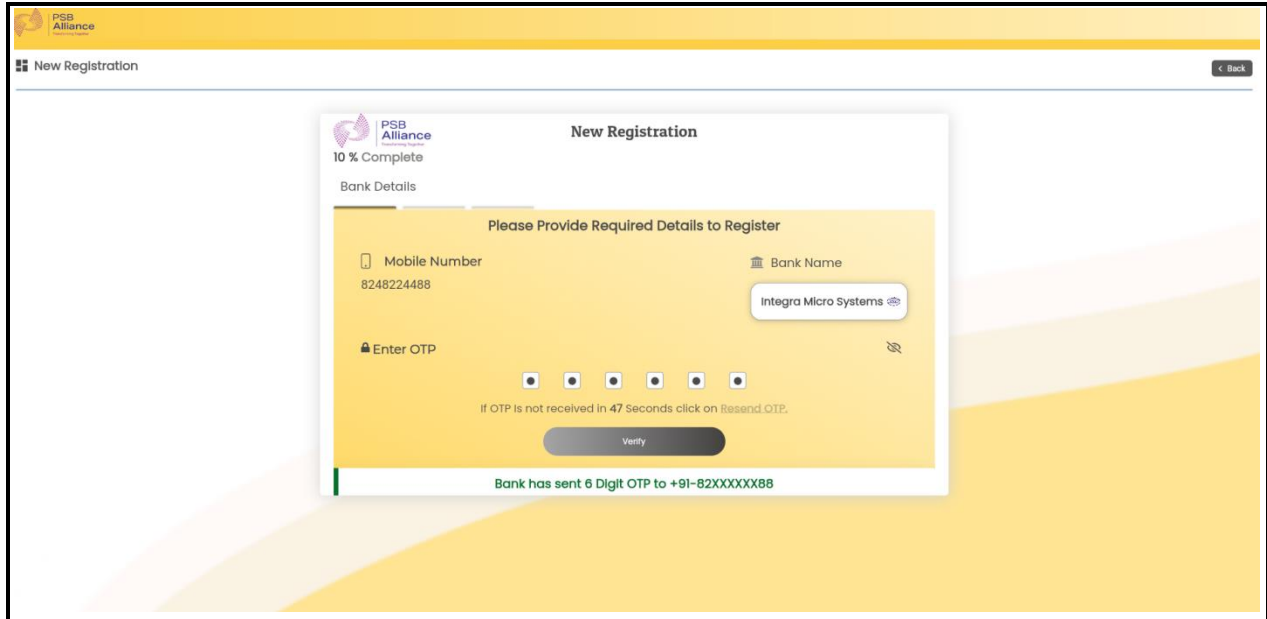 PSB
Alliance
New Registration
< Back
PSB
Alliance
New Registration
10 % Complete
Bank Details
Please Provide Required Details to Register
Mobile Number
Bank Name
8248224488
Integra Micro Systems
Enter OTP
If OTP is not received in 47 Seconds click on Resend OTP.
Verify
Bank has sent 6 Digit OTP to +91-82XXXXXX88